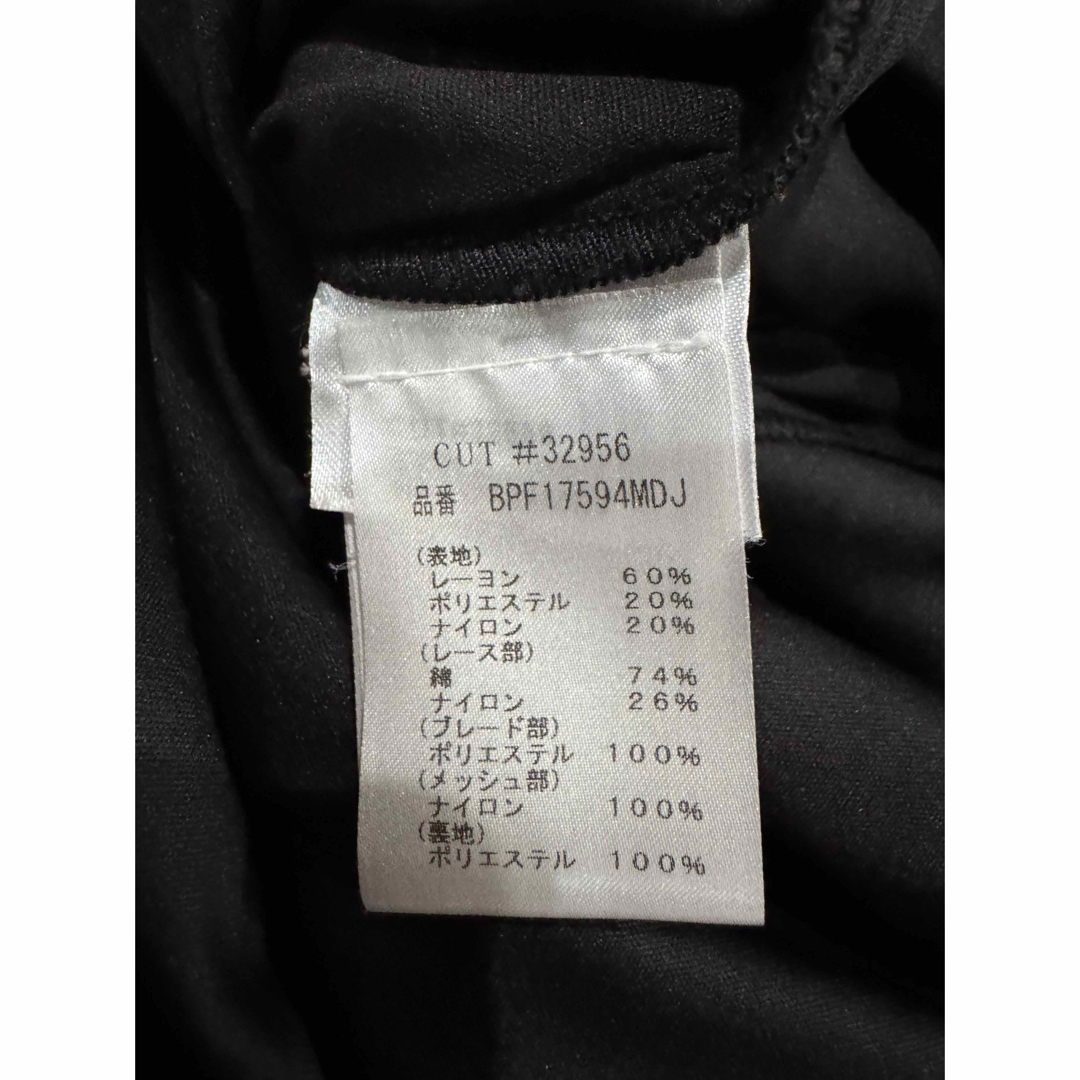 CUT #32956
品番 BPF17594MDJ
(表地)
レーヨン 60%
ポリエステル 20%
ナイロン 20%
(レース部)
綿 74%
ナイロン 26%
(ブレード部)
ポリエステル 100%
(メッシュ部)
ナイロン 100%
(裏地)
ポリエステル 100%